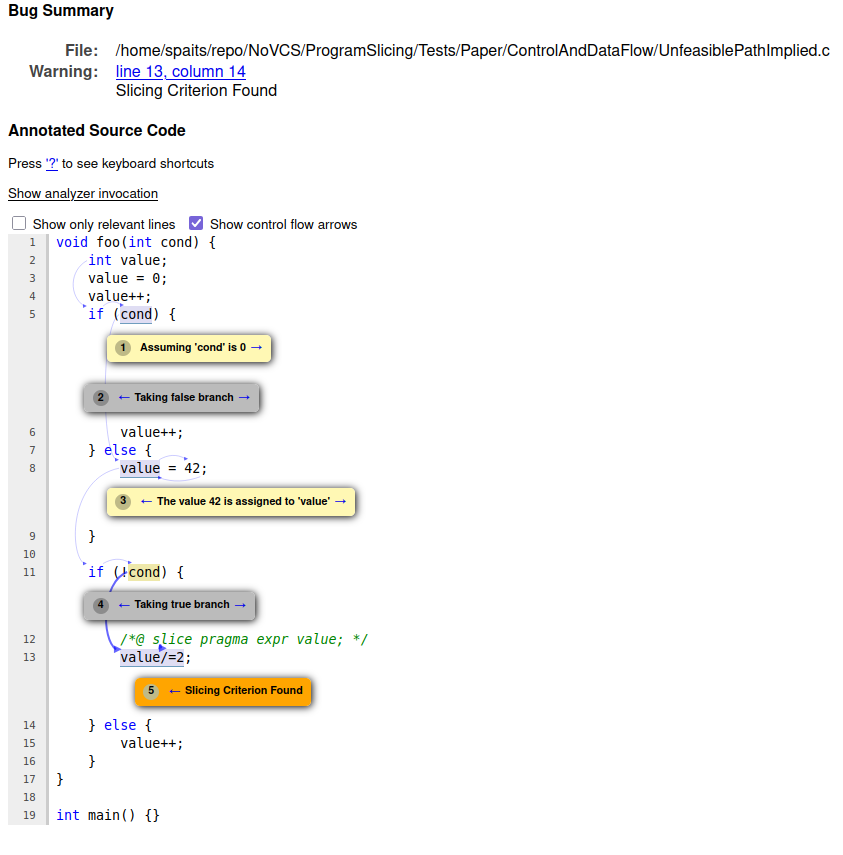 Bug Summary
File: /home/spaits/repo/NoVCS/ProgramSlicing/Tests/Paper/ControlAndDataFlow/UnfeasiblePathImplied.c
Warning: line 13, column 14
Slicing Criterion Found
Annotated Source Code
Press '?' to see keyboard shortcuts
Show analyzer invocation
Show only relevant lines Show control flow arrows
1 void foo(int cond) {
2 int value;
3 value = 0;
4 value++;
5 if (cond) {
1 Assuming 'cond' is 0 →
2 ← Taking false branch →
6 value++;
7 } else {
8 value = 42;
3 ← The value 42 is assigned to 'value' →
9 }
10
11 if (!cond) {
4 ← Taking true branch →
12 /*@ slice pragma expr value; */
13 value/=2;
5 ← Slicing Criterion Found
14 } else {
15 value++;
16 }
17 }
18
19 int main() {}